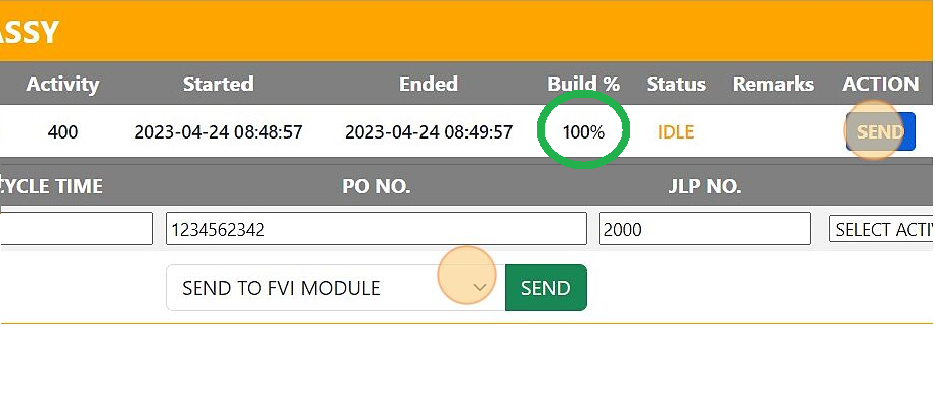 ASSY
Activity Started Ended Build % Status Remarks ACTION
400 2023-04-24 08:48:57 2023-04-24 08:49:57 100% IDLE SEND
CYCLE TIME PO NO. JLP NO.
1234562342 2000 SELECT ACTIV
SEND TO FVI MODULE SEND